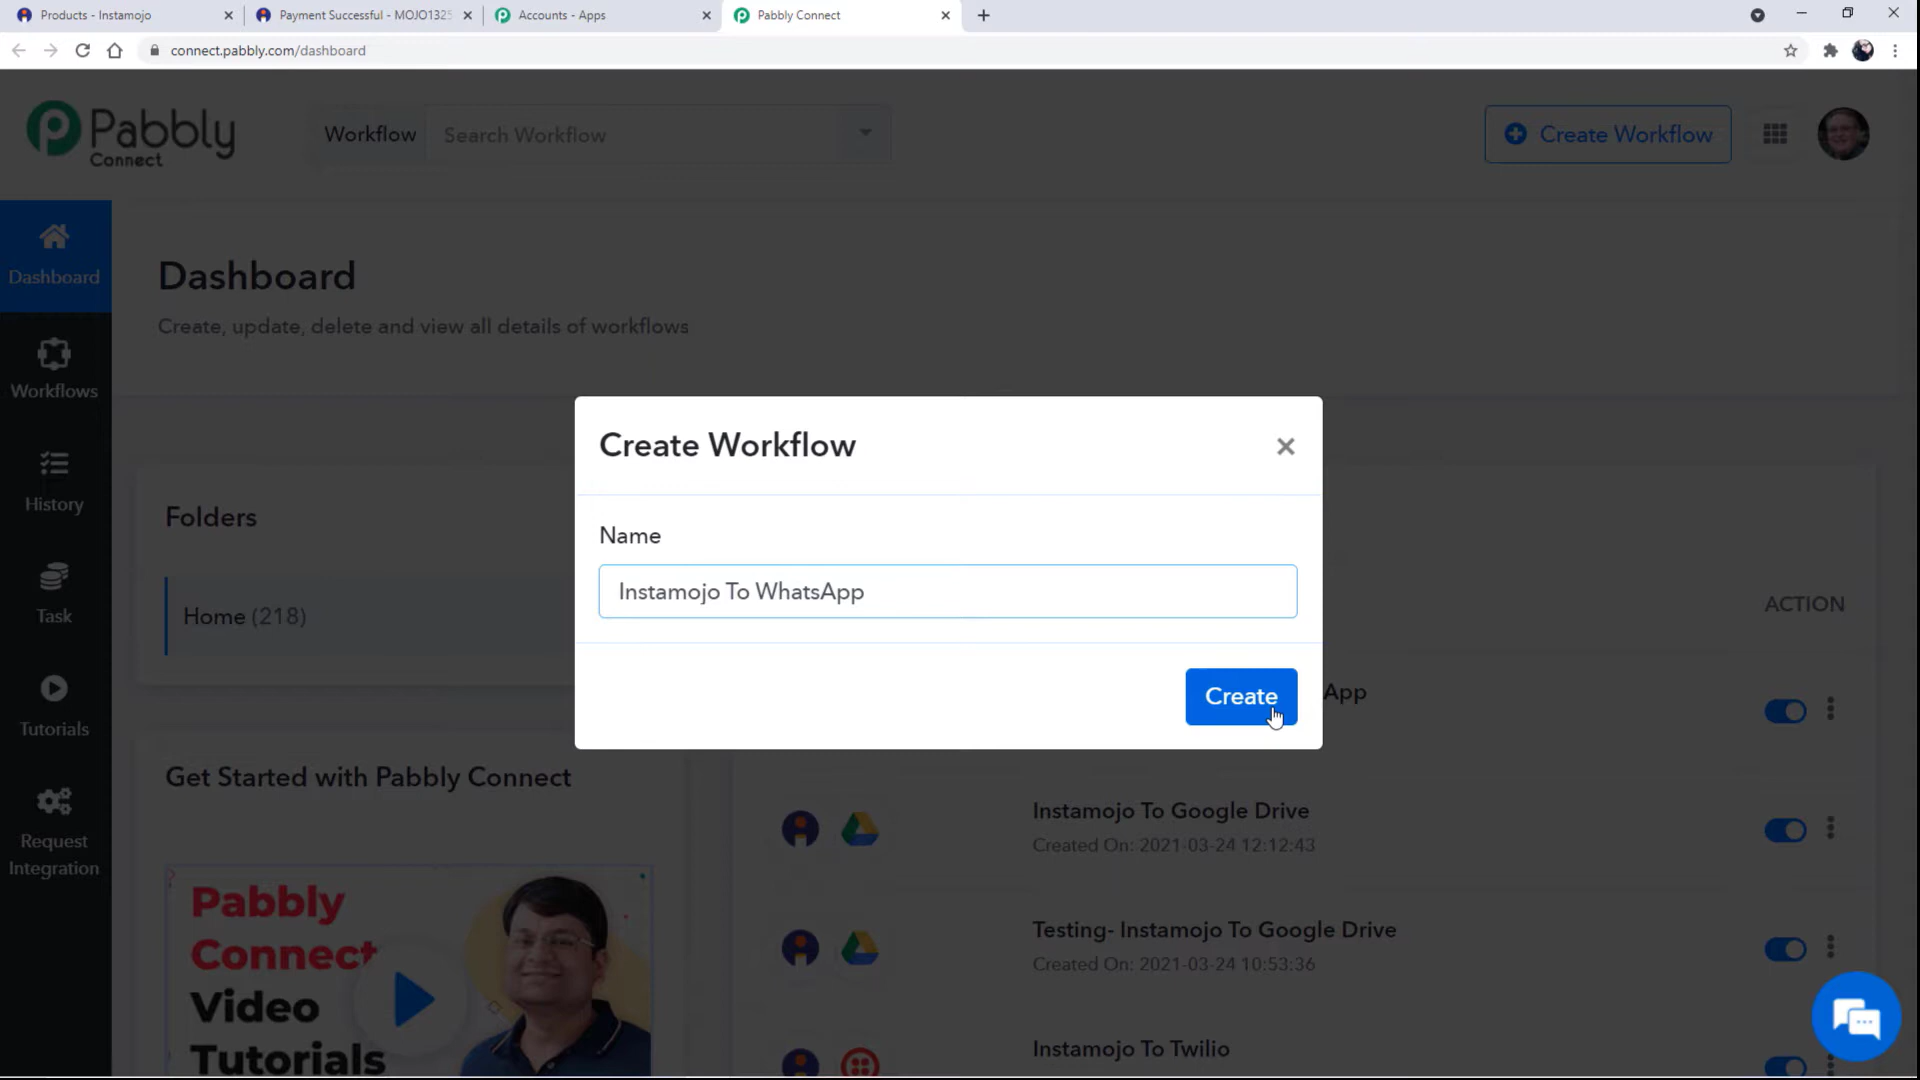 Products - Instamojo
Payment Successful - MOJO1325
Accounts - Apps
Pabbly Connect
connect.pabbly.com/dashboard
Pabbly
Connect
Workflow
Search Workflow
Create Workflow
Dashboard
Workflows
History
Task
Tutorials
Request
Integration
Dashboard
Create, update, delete and view all details of workflows
Create Workflow
Name
Instamojo To WhatsApp
Create
Folders
Home (218)
Get Started with Pabbly Connect
Pabbly
Connect
Video
Tutorials
ACTION
App
Instamojo To Google Drive
Created On: 2021-03-24 12:12:43
Testing- Instamojo To Google Drive
Created On: 2021-03-24 10:53:36
Instamojo To Twilio